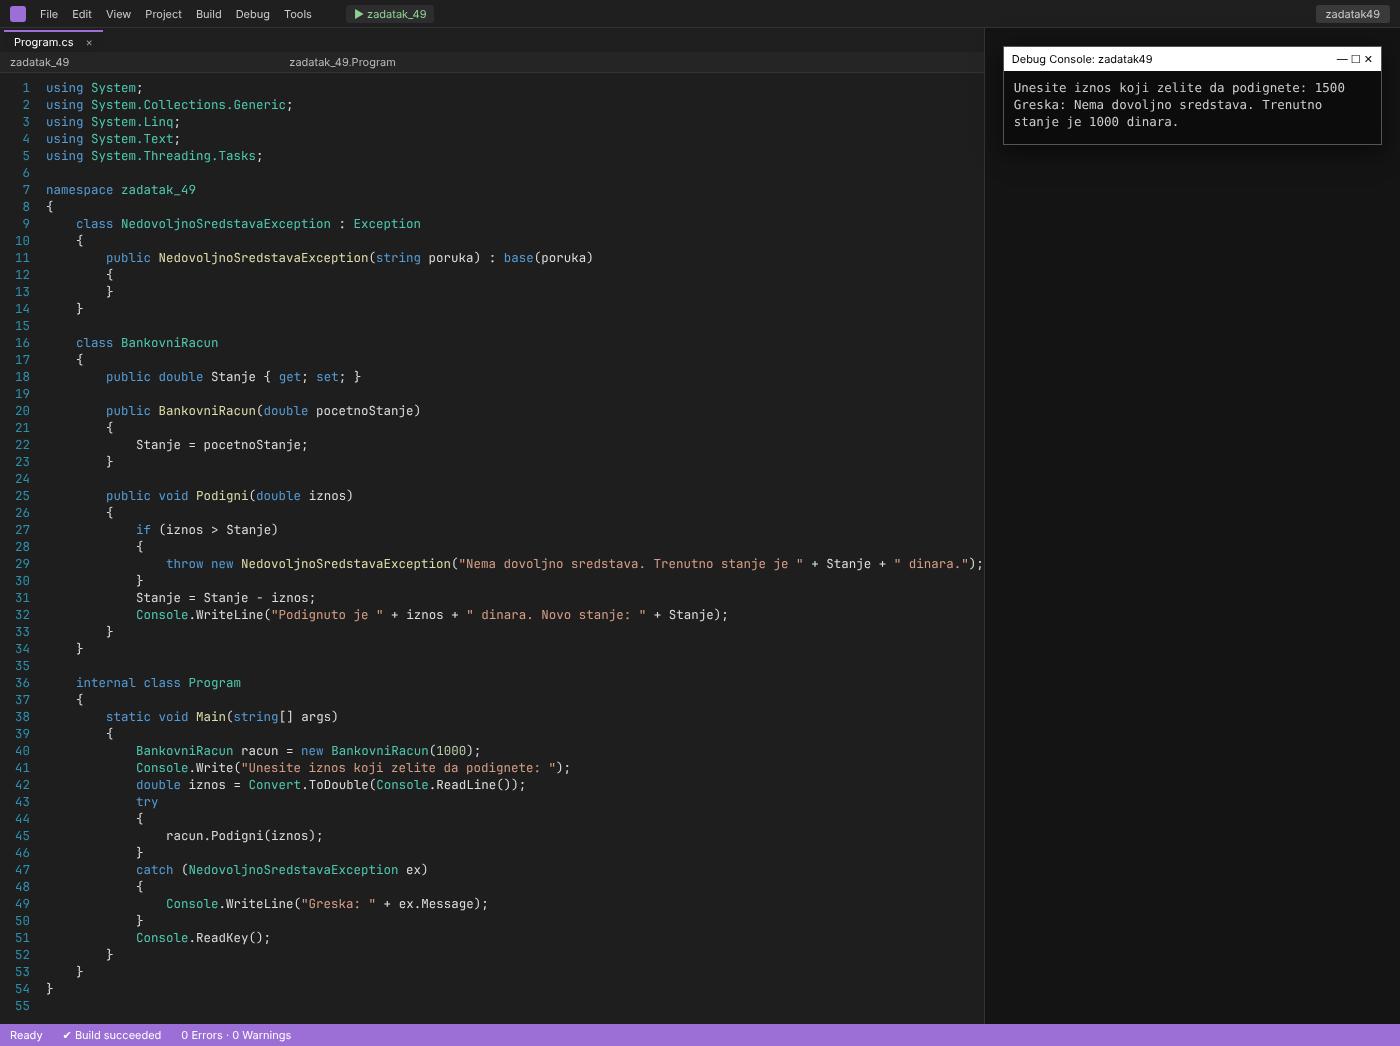 File Edit View Project Build Debug Tools ▶ zadatak_49 zadatak49
Program.cs ×
zadatak_49 zadatak_49.Program
1 using System;
2 using System.Collections.Generic;
3 using System.Linq;
4 using System.Text;
5 using System.Threading.Tasks;
6
7 namespace zadatak_49
8 {
9     class NedovoljnoSredstavaException : Exception
10     {
11         public NedovoljnoSredstavaException(string poruka) : base(poruka)
12         {
13         }
14     }
15
16     class BankovniRacun
17     {
18         public double Stanje { get; set; }
19
20         public BankovniRacun(double pocetnoStanje)
21         {
22             Stanje = pocetnoStanje;
23         }
24
25         public void Podigni(double iznos)
26         {
27             if (iznos > Stanje)
28             {
29                 throw new NedovoljnoSredstavaException("Nema dovoljno sredstava. Trenutno stanje je " + Stanje + " dinara.");
30             }
31             Stanje = Stanje - iznos;
32             Console.WriteLine("Podignuto je " + iznos + " dinara. Novo stanje: " + Stanje);
33         }
34     }
35
36     internal class Program
37     {
38         static void Main(string[] args)
39         {
40             BankovniRacun racun = new BankovniRacun(1000);
41             Console.Write("Unesite iznos koji zelite da podignete: ");
42             double iznos = Convert.ToDouble(Console.ReadLine());
43             try
44             {
45                 racun.Podigni(iznos);
46             }
47             catch (NedovoljnoSredstavaException ex)
48             {
49                 Console.WriteLine("Greska: " + ex.Message);
50             }
51             Console.ReadKey();
52         }
53     }
54 }
55
Debug Console: zadatak49 — ☐ ✕
Unesite iznos koji zelite da podignete: 1500
Greska: Nema dovoljno sredstava. Trenutno
stanje je 1000 dinara.
Ready ✔ Build succeeded 0 Errors · 0 Warnings